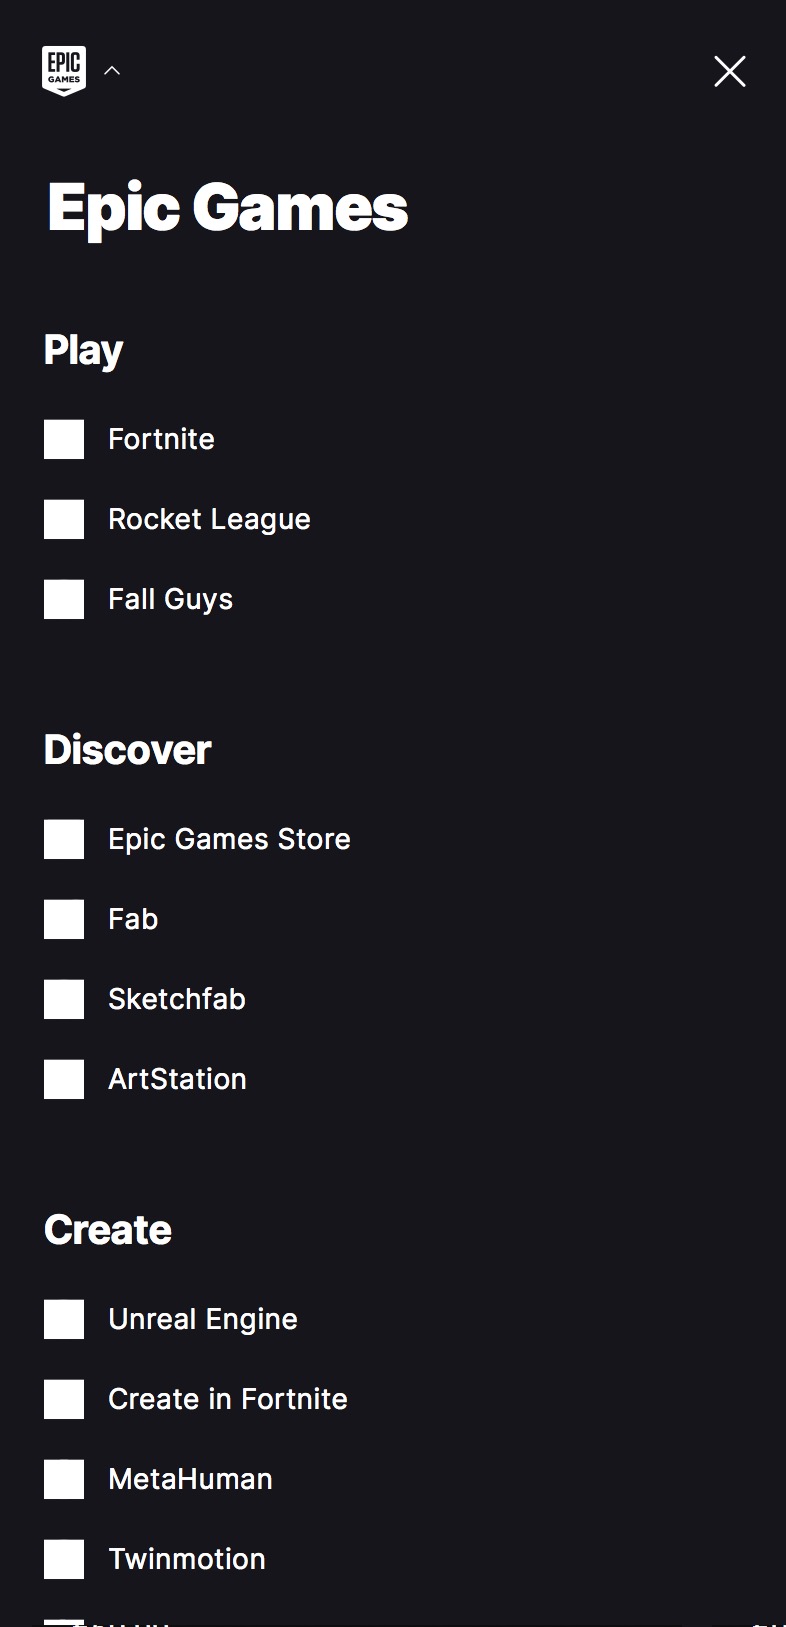 EPIC
GAMES
Epic Games
Play
Fortnite
Rocket League
Fall Guys
Discover
Epic Games Store
Fab
Sketchfab
ArtStation
Create
Unreal Engine
Create in Fortnite
MetaHuman
Twinmotion